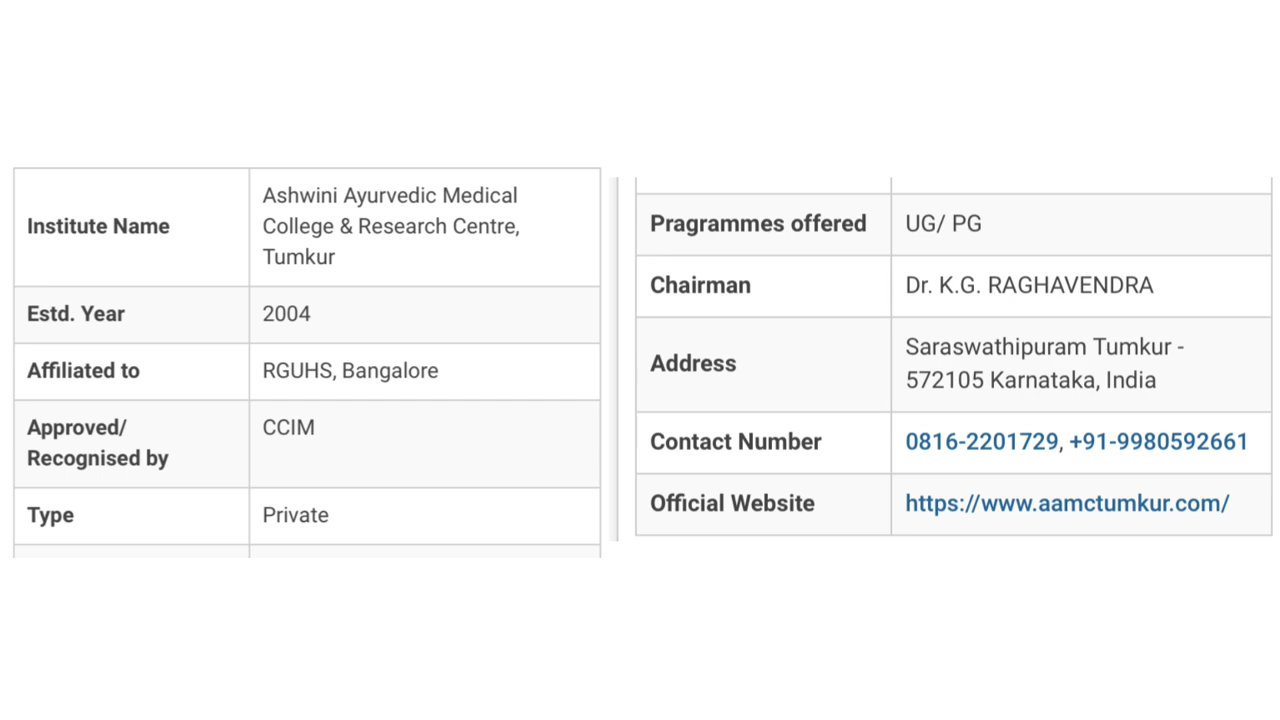 Institute Name
Ashwini Ayurvedic Medical
College & Research Centre,
Tumkur
Estd. Year
2004
Affiliated to
RGUHS, Bangalore
Approved/
Recognised by
CCIM
Type
Private
Pragrammes offered
UG/ PG
Chairman
Dr. K.G. RAGHAVENDRA
Address
Saraswathipuram Tumkur -
572105 Karnataka, India
Contact Number
0816-2201729, +91-9980592661
Official Website
https://www.aamctumkur.com/